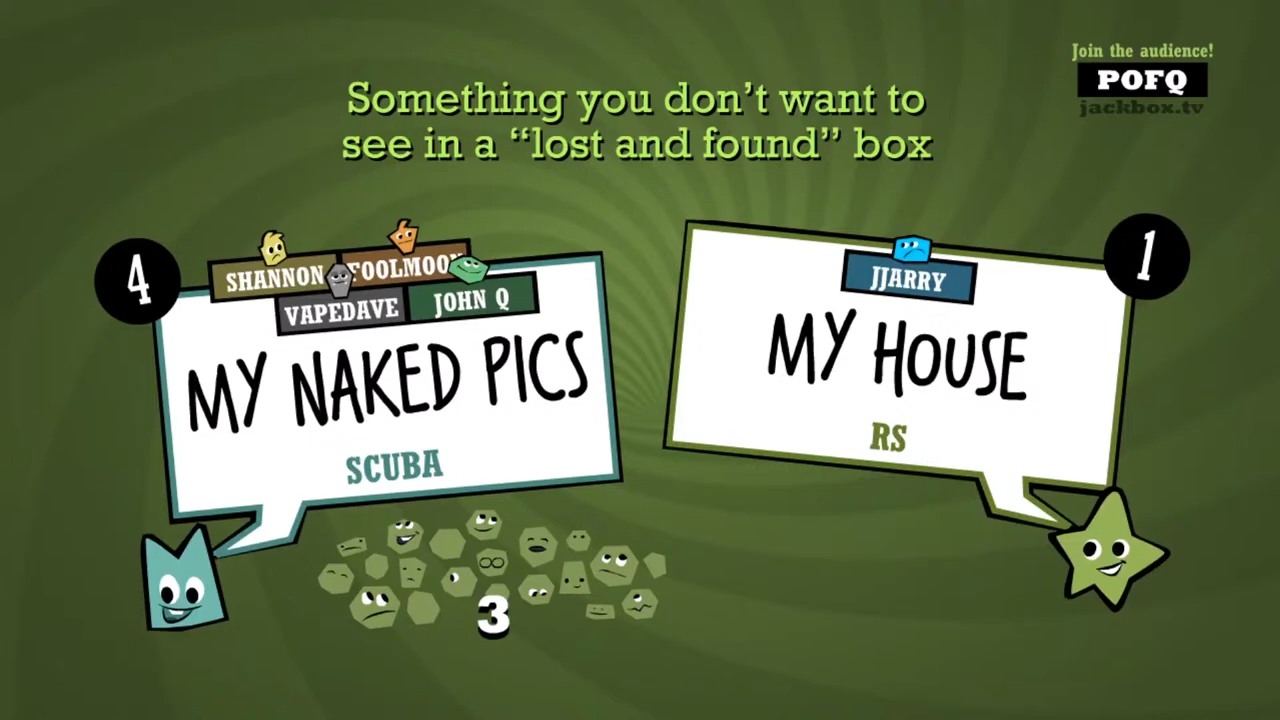 Join the audience!
POFQ
jackbox.tv
Something you don't want to
see in a “lost and found” box
4
SHANNON FOOLMOON
VAPEDAVE JOHN Q
MY NAKED PICS
SCUBA
1
JJARRY
MY HOUSE
RS
3